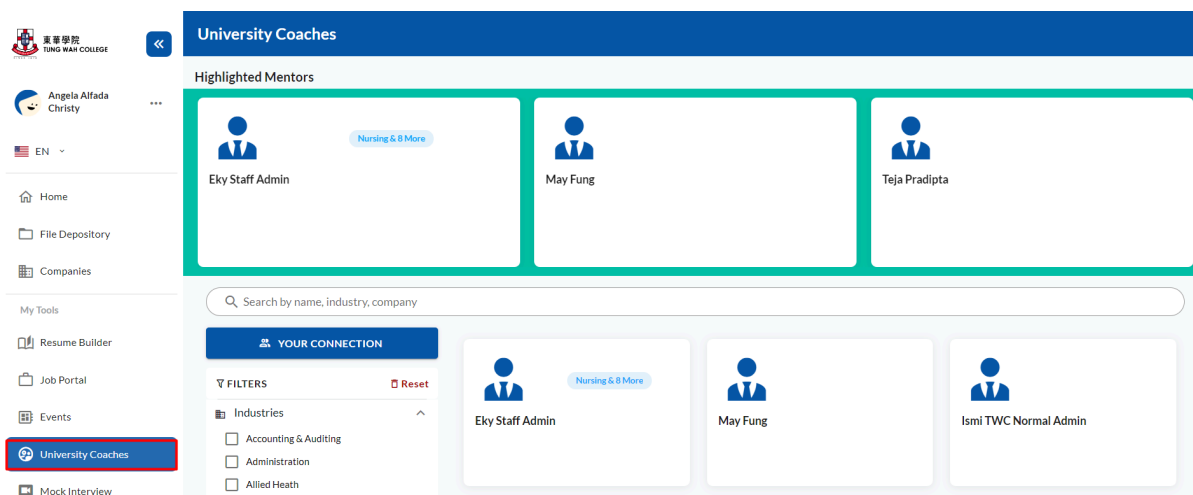 東華學院
TUNG WAH COLLEGE
Angela Alfada
Christy
EN
Home
File Depository
Companies
My Tools
Resume Builder
Job Portal
Events
University Coaches
Mock Interview
University Coaches
Highlighted Mentors
Nursing & 8 More
Eky Staff Admin
May Fung
Teja Pradipta
Search by name, industry, company
YOUR CONNECTION
FILTERS
Reset
Industries
Accounting & Auditing
Administration
Allied Heath
Nursing & 8 More
Eky Staff Admin
May Fung
Ismi TWC Normal Admin